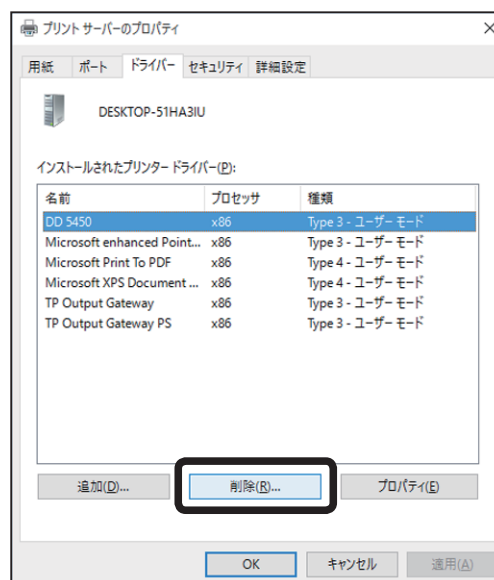 プリント サーバーのプロパティ
用紙 ポート ドライバー セキュリティ 詳細設定
DESKTOP-51HA3IU
インストールされたプリンター ドライバー(P):
名前 プロセッサ 種類
DD 5450 x86 Type 3 - ユーザー モード
Microsoft enhanced Point... x86 Type 3 - ユーザー モード
Microsoft Print To PDF x86 Type 4 - ユーザー モード
Microsoft XPS Document ... x86 Type 4 - ユーザー モード
TP Output Gateway x86 Type 3 - ユーザー モード
TP Output Gateway PS x86 Type 3 - ユーザー モード
追加(D)... 削除(R)... プロパティ(E)
OK キャンセル 適用(A)